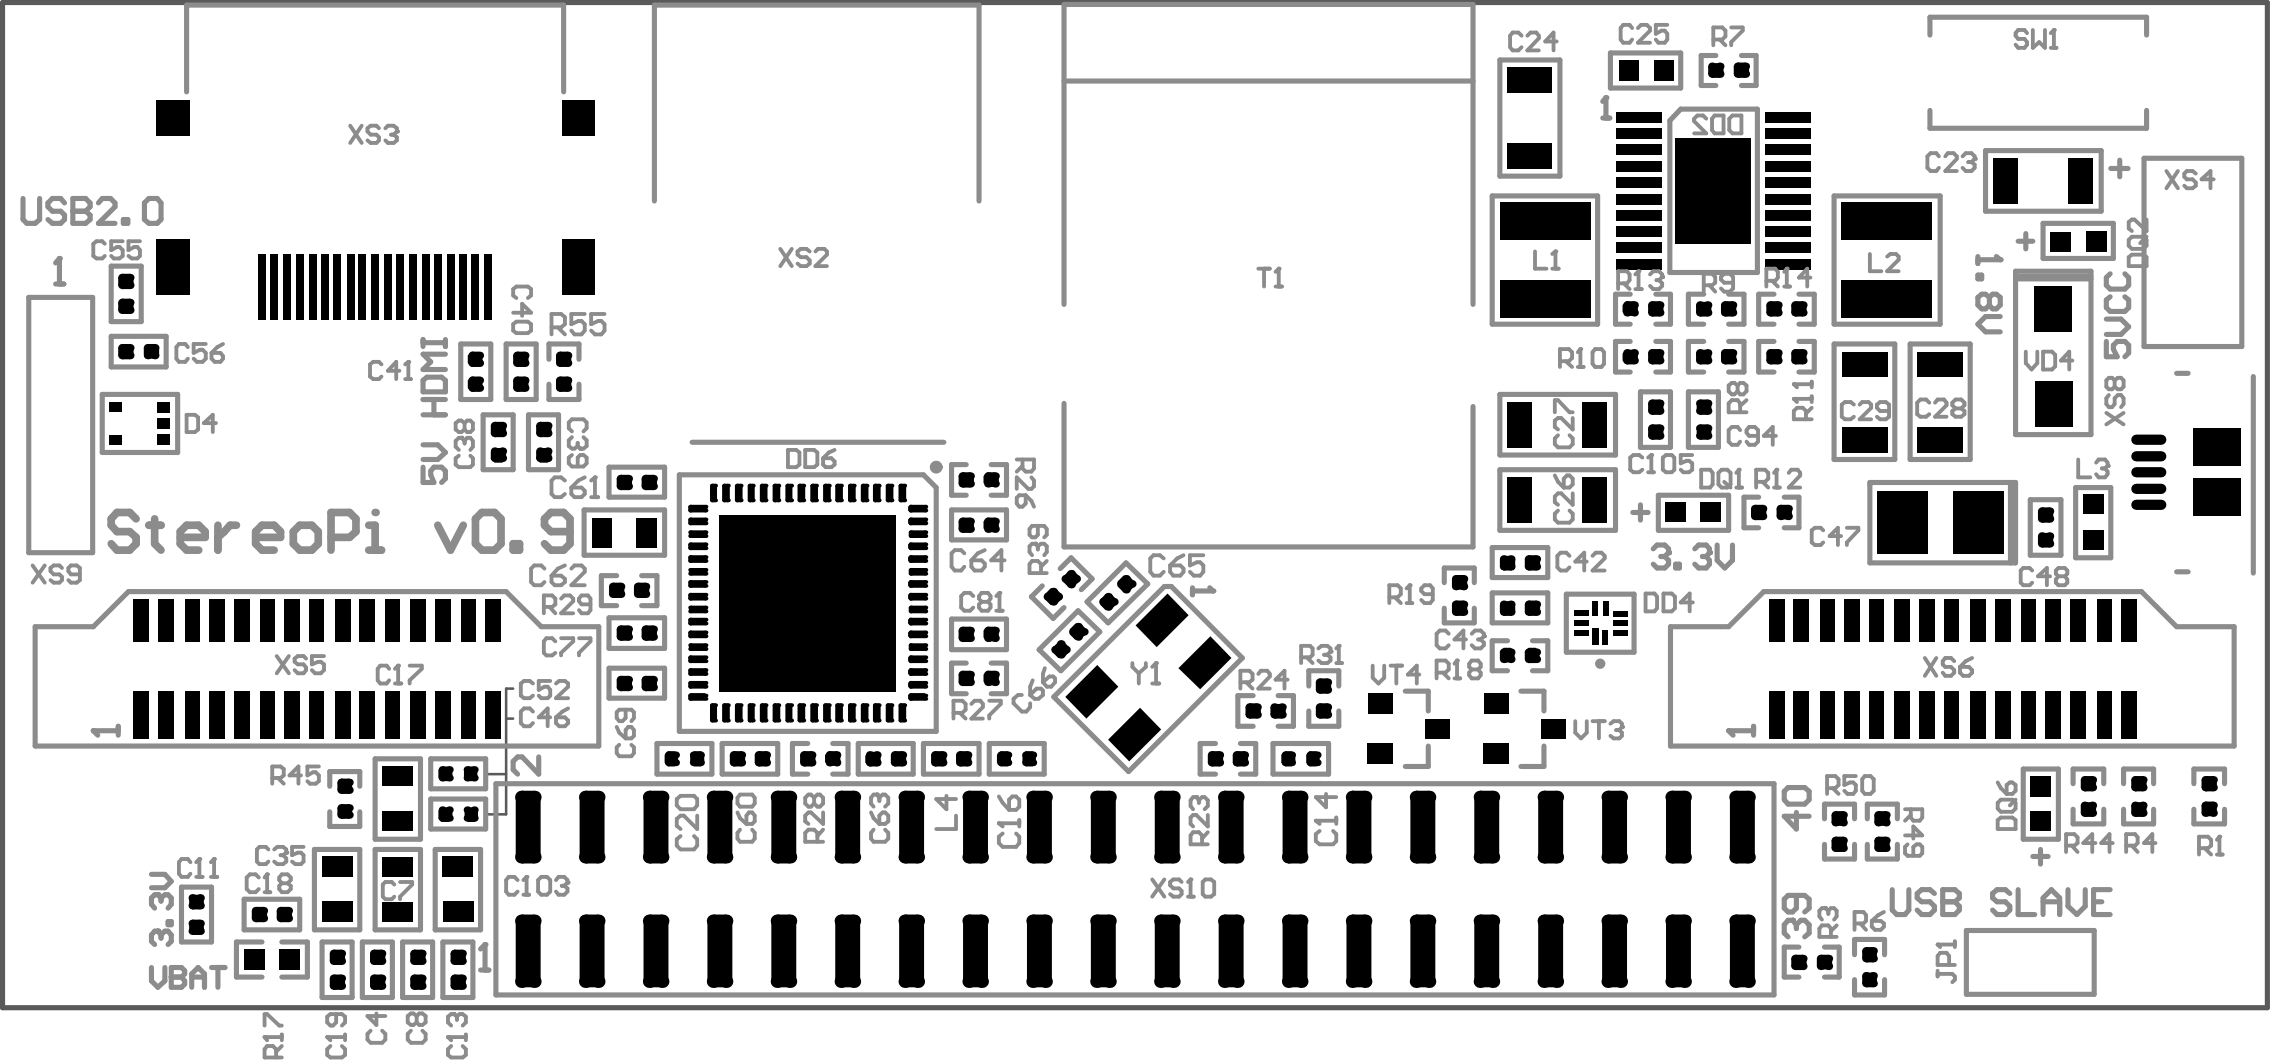 C24
C25
R7
SW1
XS3
1
DD2
C23
+
XS4
USB2.0
C55
1
XS2
T1
L1
L2
+
DQ2
1.8V
5VCC
R13
R9
R14
C40
R55
C56
C41
5V HDMI
R10
VD4
D4
C38
C39
C27
R8
R11
C29
C28
XS8
C94
DD6
C61
R26
C105
C26
DQ1
R12
L3
+
StereoPi v0.9
R39
C64
3.3V
C47
XS9
C62
C65
C42
C48
R29
C81
1
R19
DD4
C77
C43
XS5
C17
C52
C46
1
R27
C66
Y1
R24
R31
VT4
R18
VT3
XS6
1
C69
R45
2
C20
C60
R28
C63
L4
C16
R23
C14
40
R50
R49
DQ6
+
R44
R4
R1
C35
C11
C18
C7
C103
XS10
3.3V
VBAT
1
39
R3
R6
USB SLAVE
JP1
R17
C19
C4
C8
C13